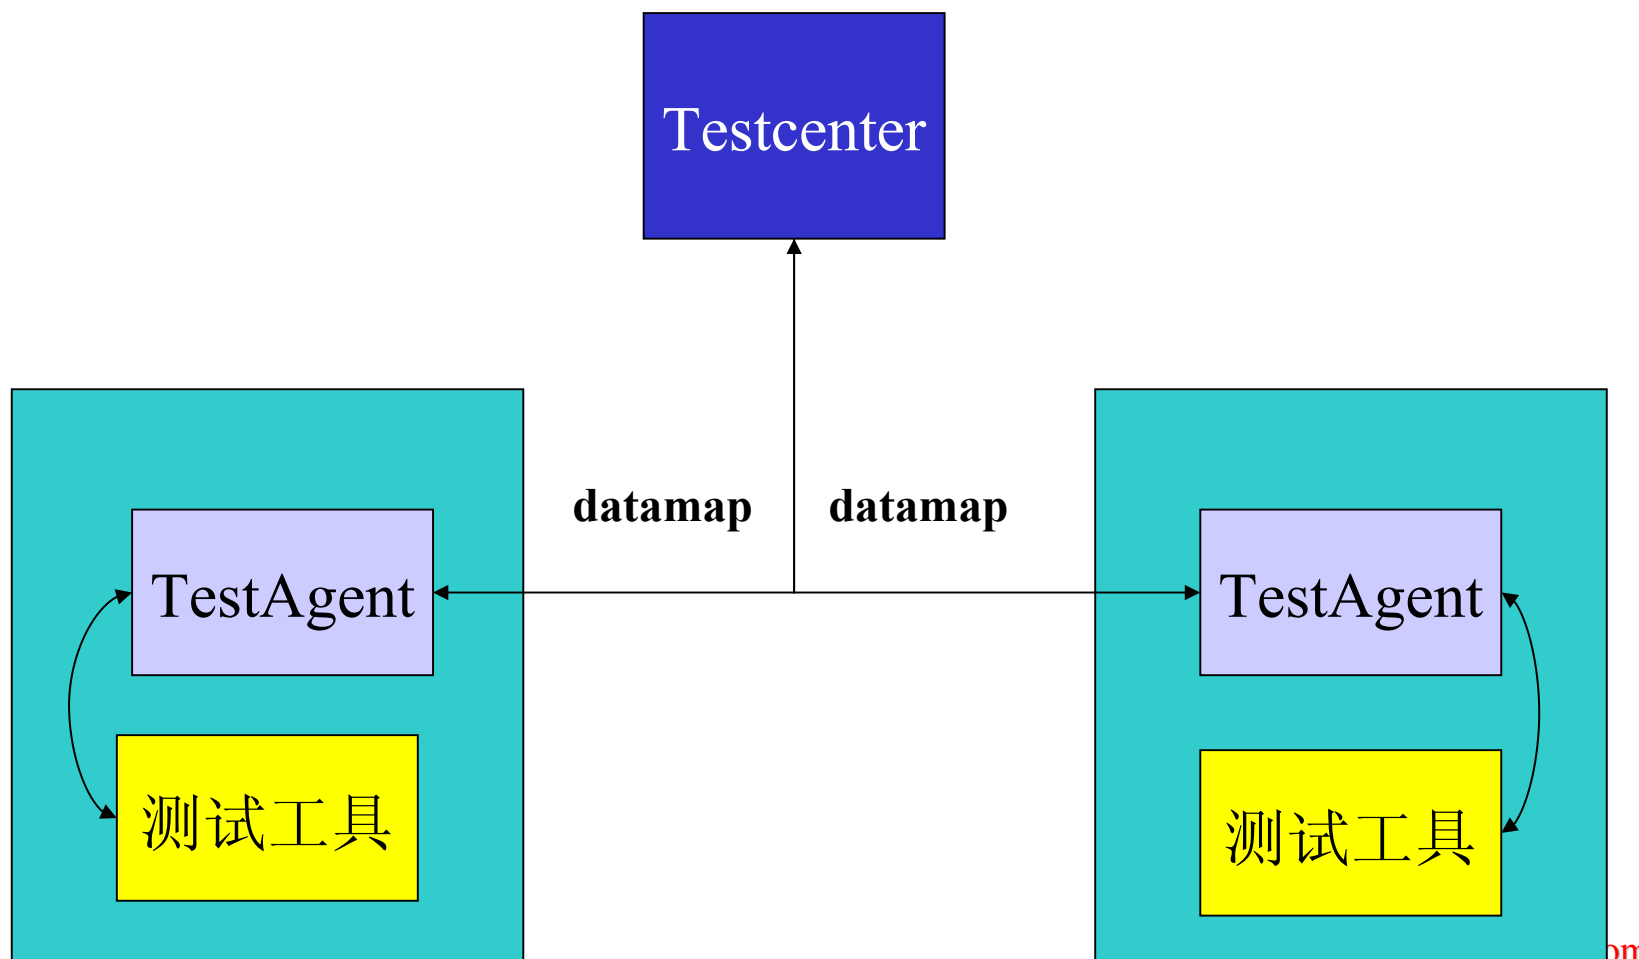 Testcenter
datamap
datamap
TestAgent
TestAgent
测试工具
测试工具